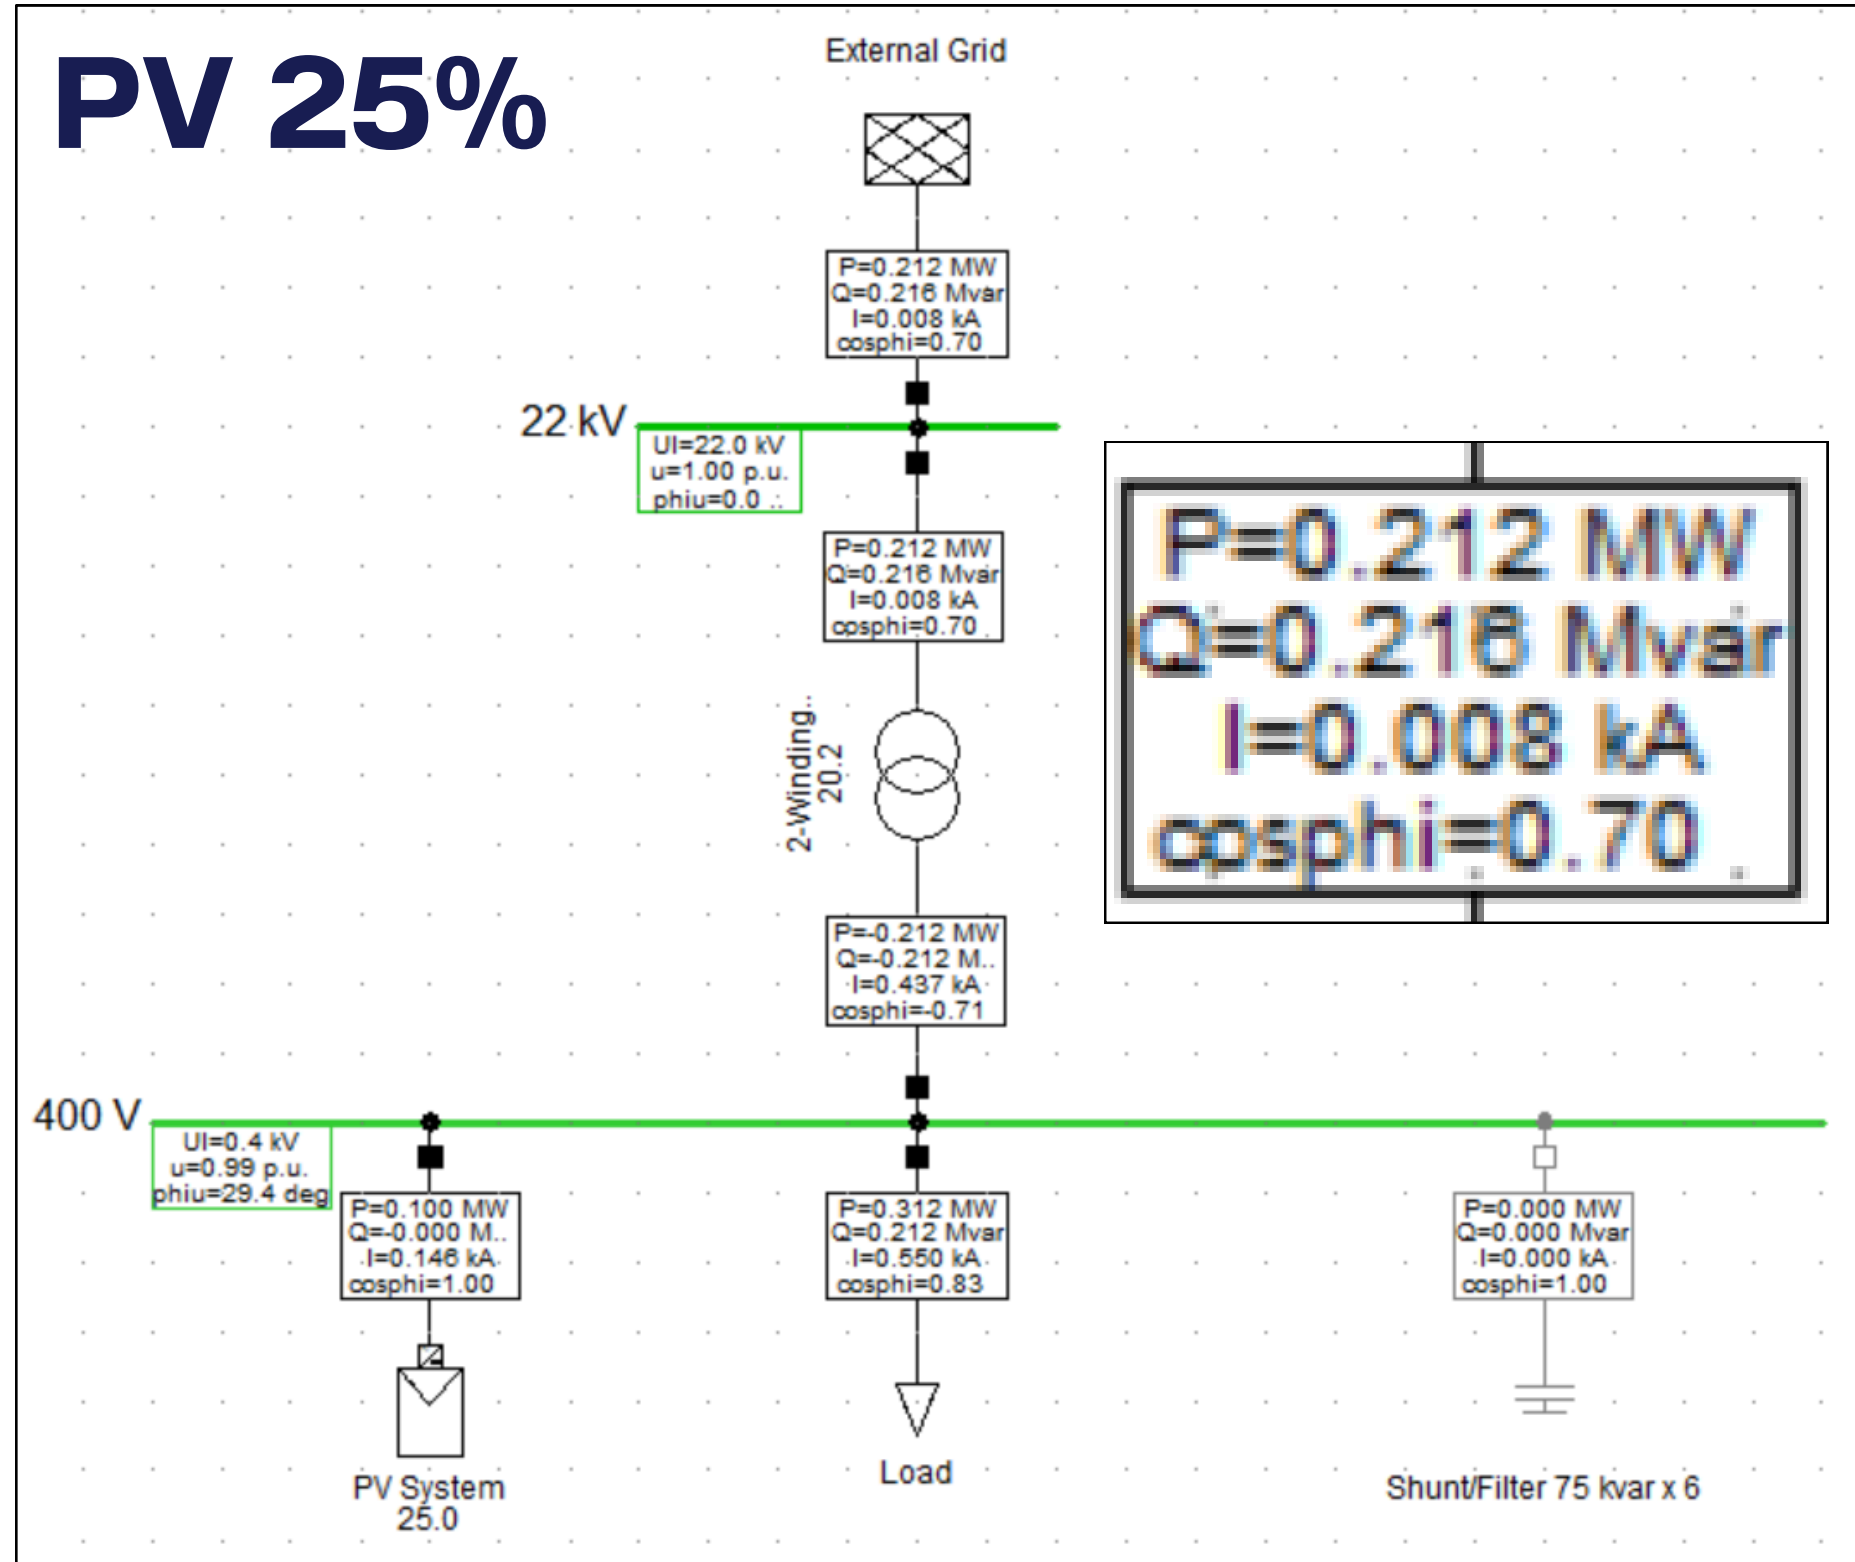 PV 25%
External Grid
P=0.212 MW
Q=0.216 Mvar
I=0.008 kA
cosphi=0.70
22 kV
Ul=22.0 kV
u=1.00 p.u.
phiu=0.0 ..
P=0.212 MW
Q=0.216 Mvar
I=0.008 kA
cosphi=0.70
P=0.212 MW
Q=0.216 Mvar
I=0.008 kA
cosphi=0.70
2-Winding..
20.2
P=-0.212 MW
Q=-0.212 M..
I=0.437 kA
cosphi=-0.71
400 V
Ul=0.4 kV
u=0.99 p.u.
phiu=29.4 deg
P=0.100 MW
Q=-0.000 M..
I=0.146 kA
cosphi=1.00
P=0.312 MW
Q=0.212 Mvar
I=0.550 kA
cosphi=0.83
P=0.000 MW
Q=0.000 Mvar
I=0.000 kA
cosphi=1.00
PV System
25.0
Load
Shunt/Filter 75 kvar x 6